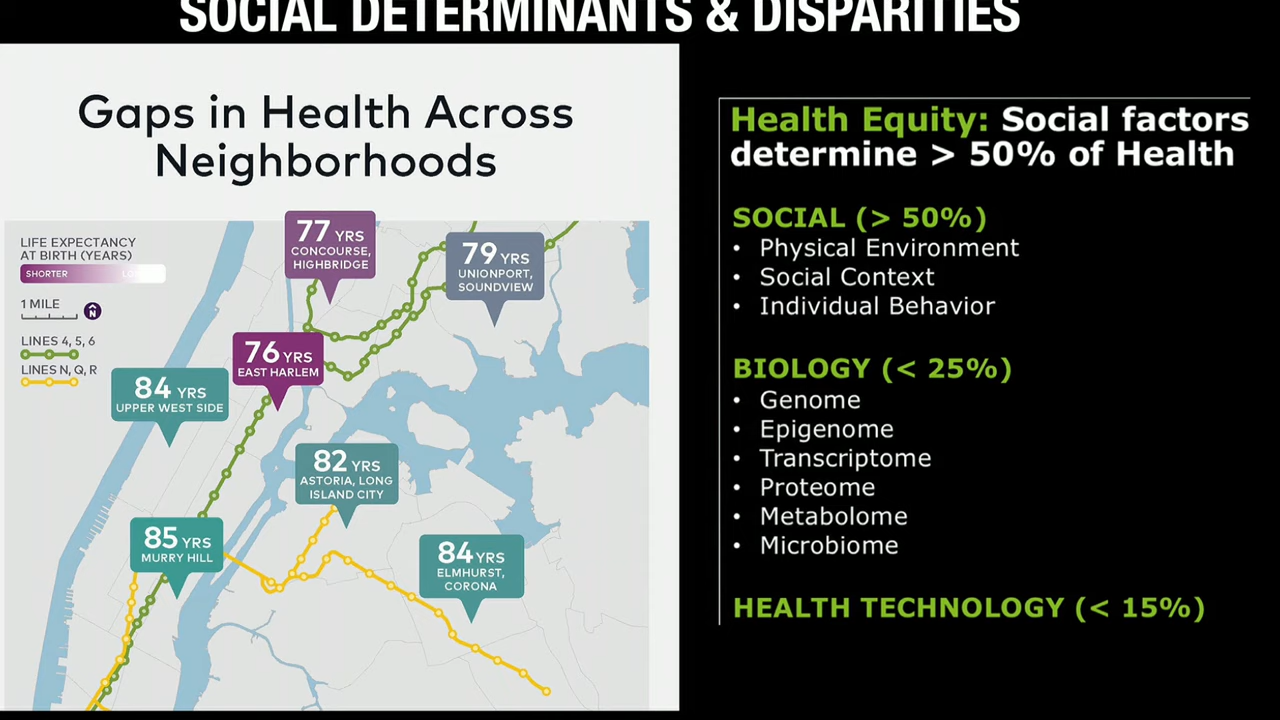 SOCIAL DETERMINANTS & DISPARITIES
Gaps in Health Across
Neighborhoods
LIFE EXPECTANCY
AT BIRTH (YEARS)
SHORTER
1 MILE
N
LINES 4, 5, 6
LINES N, Q, R
77 YRS
CONCOURSE,
HIGHBRIDGE
79 YRS
UNIONPORT,
SOUNDVIEW
76 YRS
EAST HARLEM
84 YRS
UPPER WEST SIDE
82 YRS
ASTORIA, LONG
ISLAND CITY
85 YRS
MURRY HILL
84 YRS
ELMHURST,
CORONA
Health Equity: Social factors
determine > 50% of Health
SOCIAL (> 50%)
• Physical Environment
• Social Context
• Individual Behavior
BIOLOGY (< 25%)
• Genome
• Epigenome
• Transcriptome
• Proteome
• Metabolome
• Microbiome
HEALTH TECHNOLOGY (< 15%)